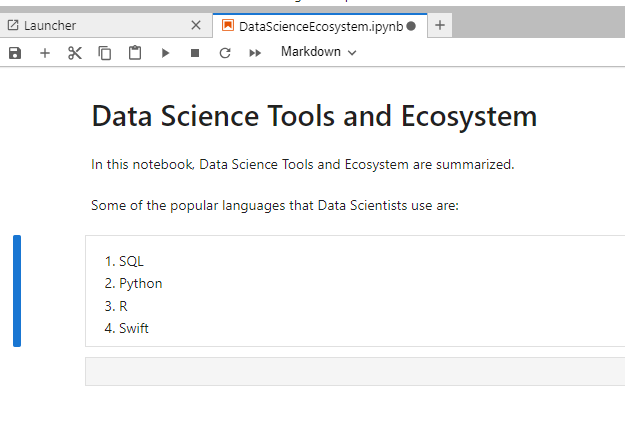 Launcher
DataScienceEcosystem.ipynb
Markdown
Data Science Tools and Ecosystem
In this notebook, Data Science Tools and Ecosystem are summarized.
Some of the popular languages that Data Scientists use are:
1. SQL
2. Python
3. R
4. Swift